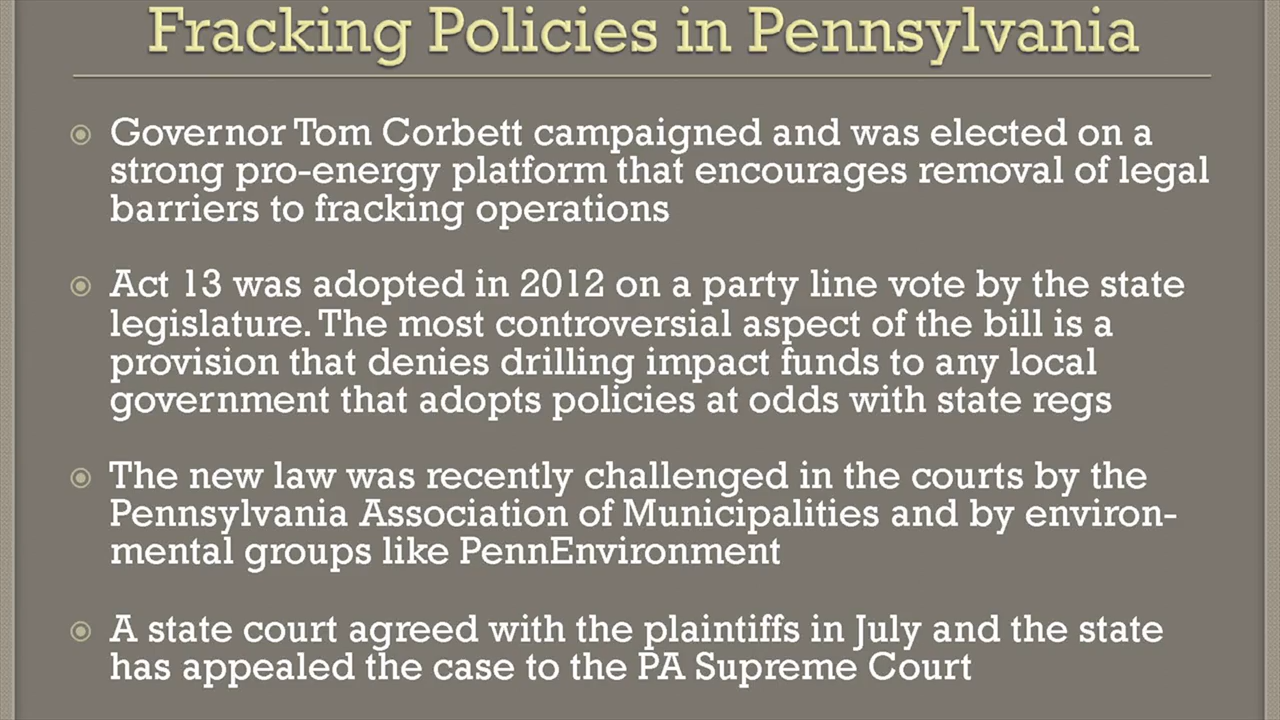 Fracking Policies in Pennsylvania
Governor Tom Corbett campaigned and was elected on a
strong pro-energy platform that encourages removal of legal
barriers to fracking operations
Act 13 was adopted in 2012 on a party line vote by the state
legislature. The most controversial aspect of the bill is a
provision that denies drilling impact funds to any local
government that adopts policies at odds with state regs
The new law was recently challenged in the courts by the
Pennsylvania Association of Municipalities and by environ-
mental groups like PennEnvironment
A state court agreed with the plaintiffs in July and the state
has appealed the case to the PA Supreme Court